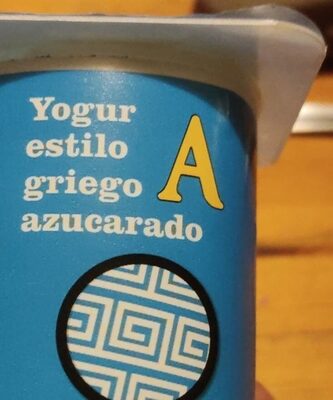 Yogur
estilo
griego
azucarado
A